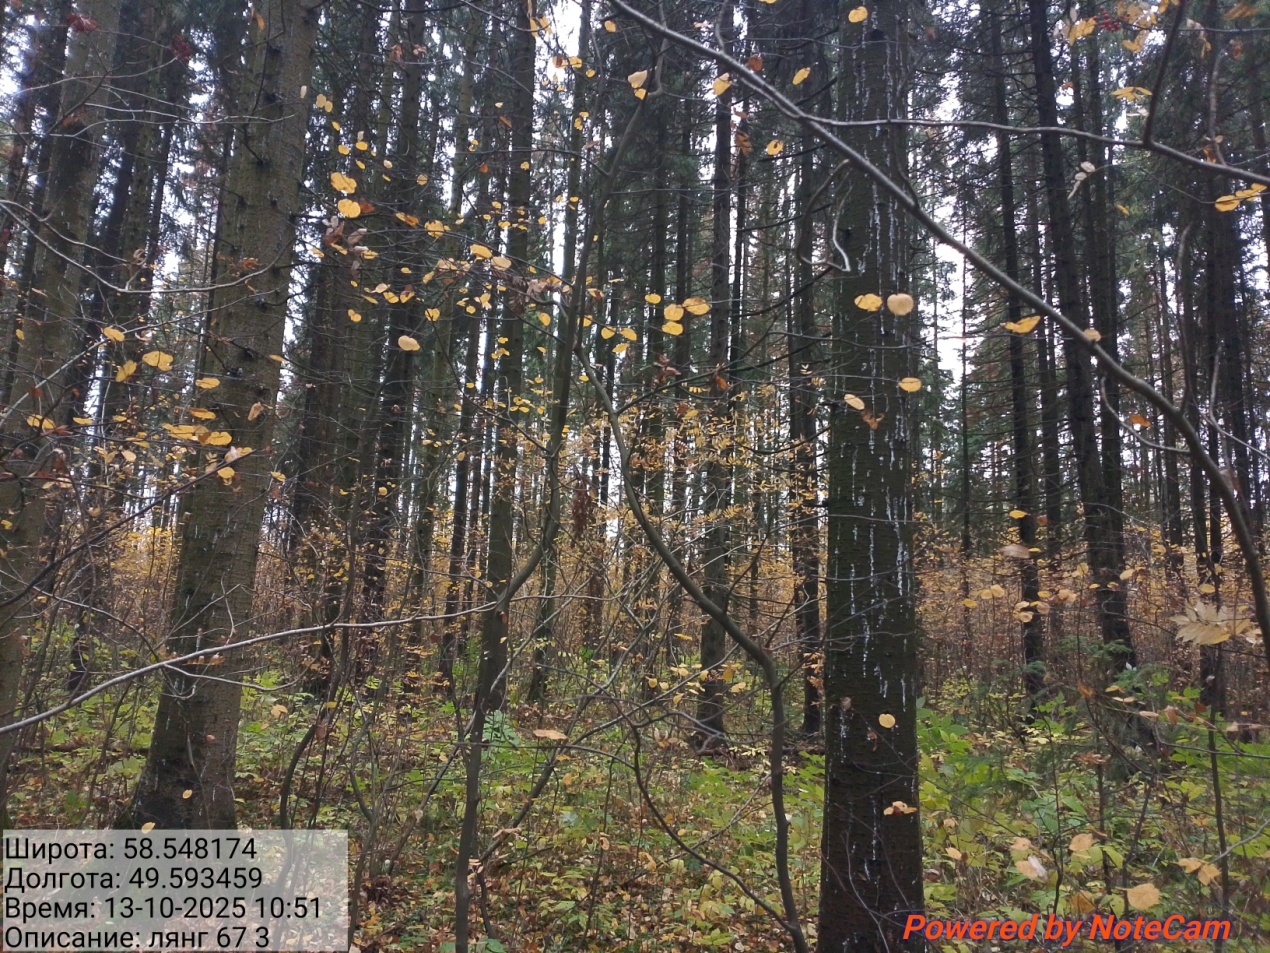 Широта: 58.548174
Долгота: 49.593459
Время: 13-10-2025 10:51
Описание: лянг 67 3
Powered by NoteCam